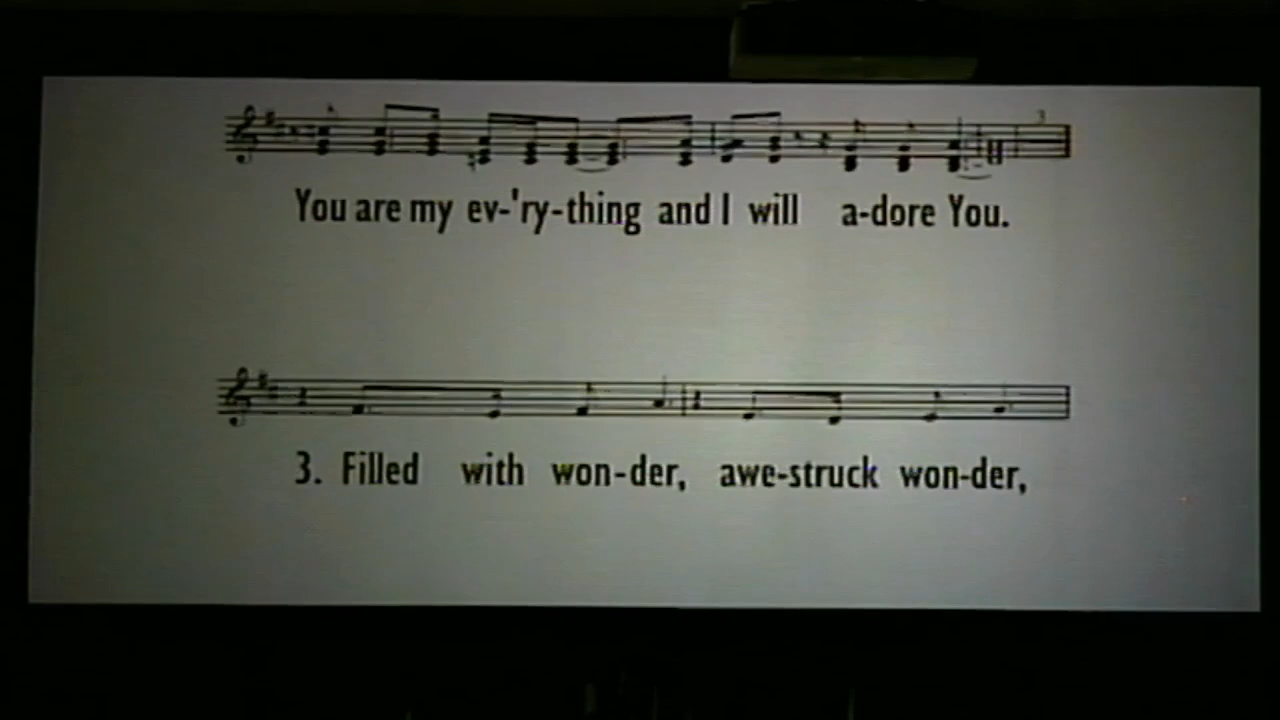 3
You are my ev-'ry-thing and I will a-dore You.
3. Filled with won-der, awe-struck won-der,